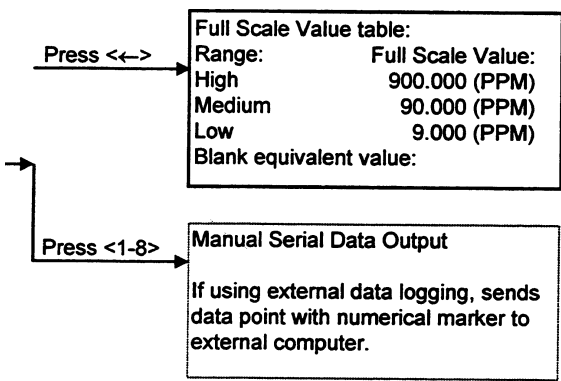 Press <←>
Full Scale Value table:
Range: Full Scale Value:
High 900.000 (PPM)
Medium 90.000 (PPM)
Low 9.000 (PPM)
Blank equivalent value:
Press <1-8>
Manual Serial Data Output
If using external data logging, sends
data point with numerical marker to
external computer.